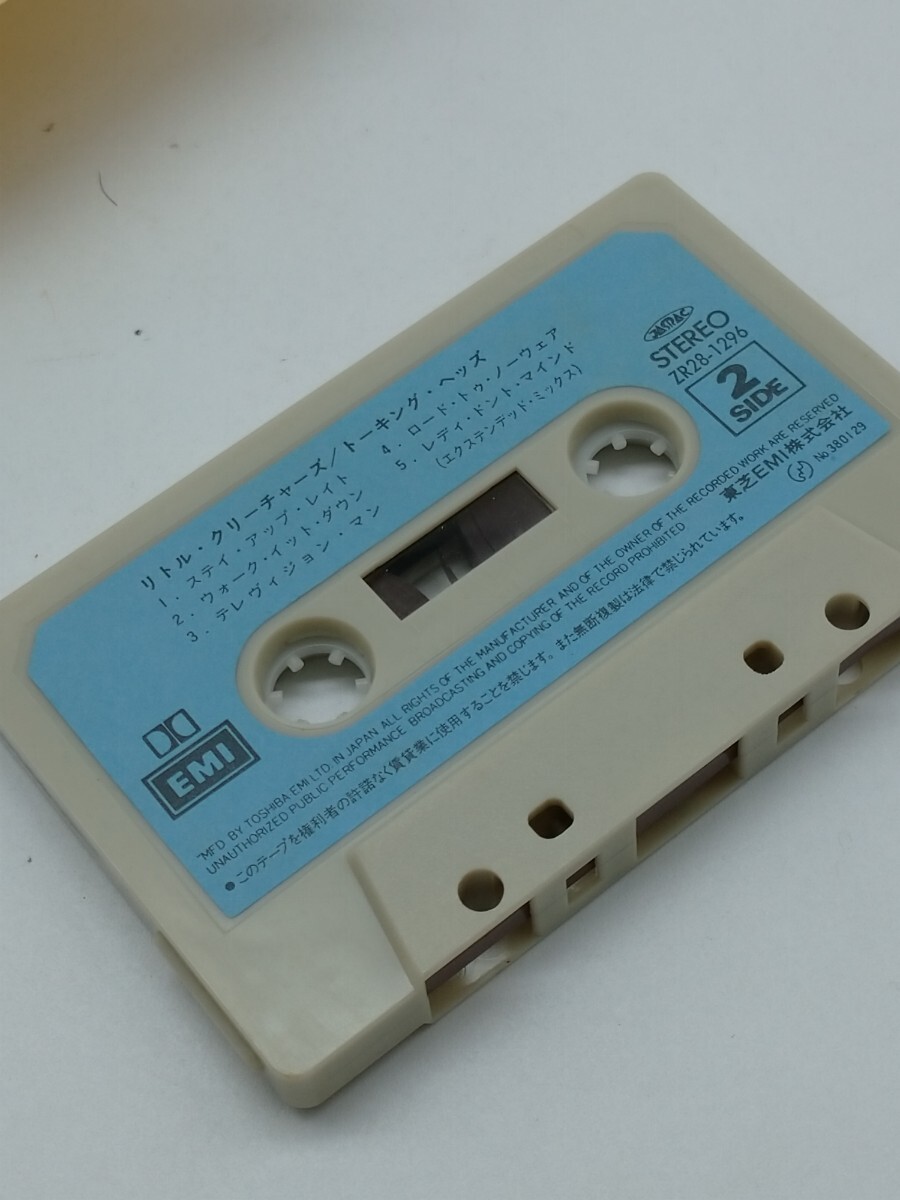 リトル・クリーチャーズ/トーキング・ヘッズ
1. ステイ・アップ・レイト
2. ウォーク・イット・ダウン
3. テレヴィジョン・マン
4. ロード・トゥ・ノーウェア
5. レディ・ドント・マインド
(エクステンデッド・ミックス)
STEREO
ZR28-1296
2
SIDE
東芝EMI株式会社
No.380129
EMI
MFD BY TOSHIBA EMI LTD. IN JAPAN. ALL RIGHTS OF THE MANUFACTURER AND OF THE OWNER OF THE RECORDED WORK ARE RESERVED
UNAUTHORIZED PUBLIC PERFORMANCE BROADCASTING AND COPYING OF THE RECORD PROHIBITED
●このテープを権利者の許諾なく賃貸業に使用することを禁じます。また無断複製は法律で禁じられています。